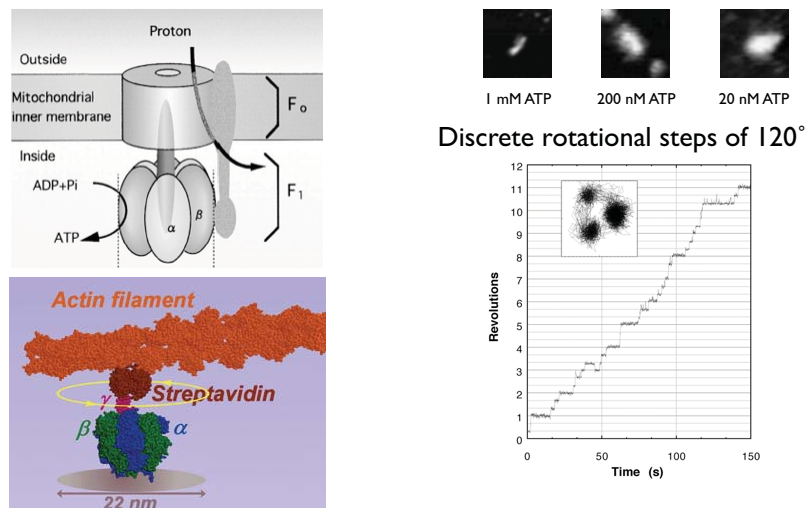 Proton
Outside
Mitochondrial
inner membrane
Fo
Inside
ADP+Pi
ATP
α
β
F1
Actin filament
Streptavidin
γ
β
α
22 nm
1 mM ATP
200 nM ATP
20 nM ATP
Discrete rotational steps of 120°
Revolutions
12
11
10
9
8
7
6
5
4
3
2
1
0
0
50
100
150
Time (s)